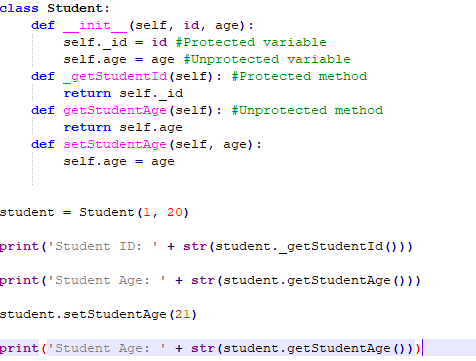 class Student:
    def __init__(self, id, age):
        self._id = id #Protected variable
        self.age = age #Unprotected variable
    def _getStudentId(self): #Protected method
        return self._id
    def getStudentAge(self): #Unprotected method
        return self.age
    def setStudentAge(self, age):
        self.age = age
student = Student(1, 20)
print('Student ID: ' + str(student._getStudentId()))
print('Student Age: ' + str(student.getStudentAge()))
student.setStudentAge(21)
print('Student Age: ' + str(student.getStudentAge()))